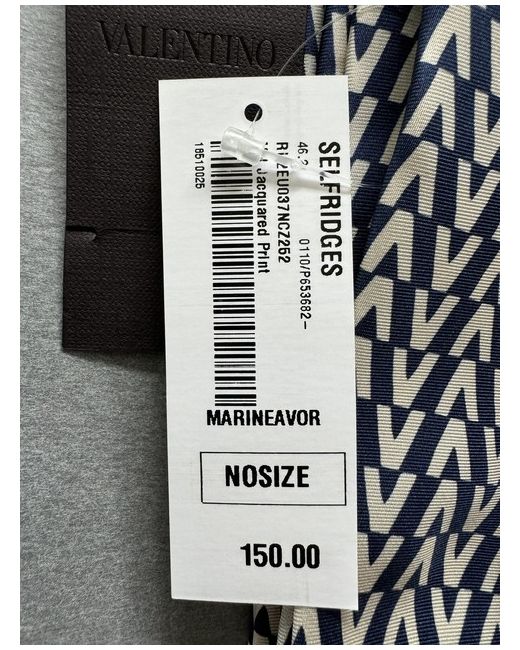 VALENTINO
SELFRIDGES
0110/P653682-
Jacquared Print
18510025
MARINEAVOR
NOSIZE
150.00